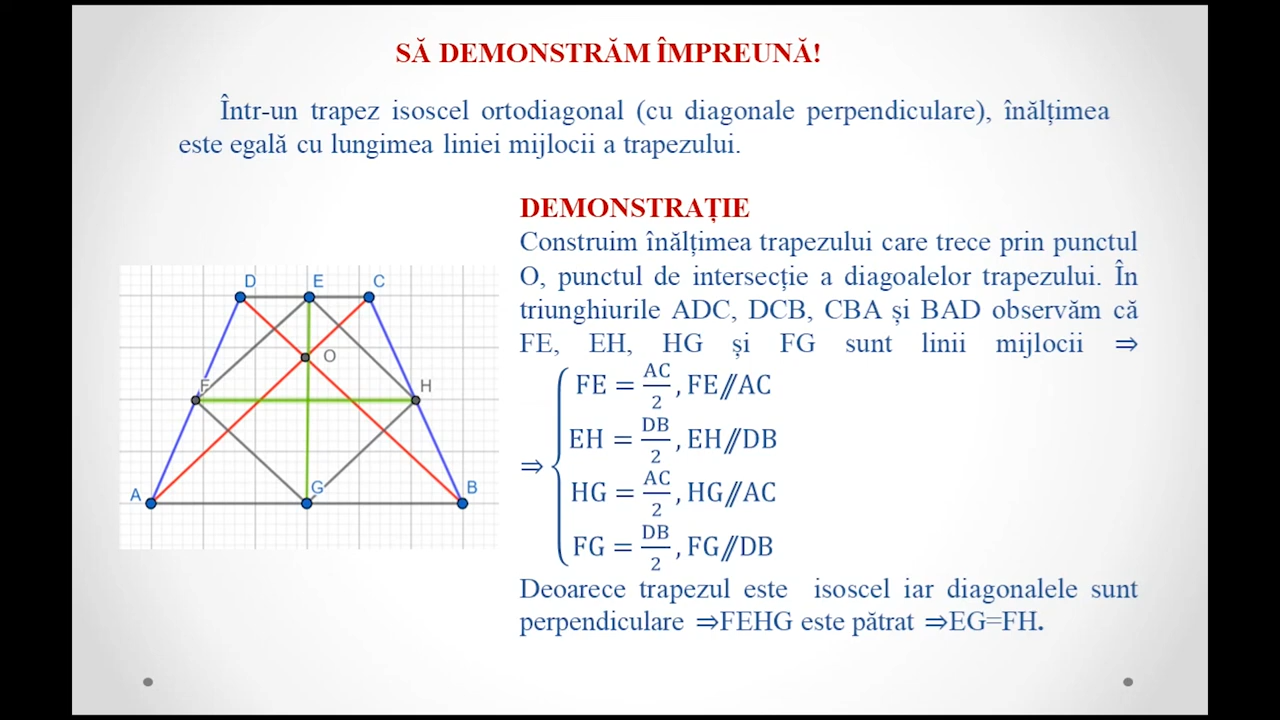 SĂ DEMONSTRĂM ÎMPREUNĂ!
Într-un trapez isoscel ortodiagonal (cu diagonale perpendiculare), înălțimea
este egală cu lungimea liniei mijlocii a trapezului.
DEMONSTRAȚIE
Construim înălțimea trapezului care trece prin punctul
O, punctul de intersecție a diagoalelor trapezului. În
triunghiurile ADC, DCB, CBA și BAD observăm că
FE, EH, HG și FG sunt linii mijlocii ⇒
FE = AC/2, FE∥AC
EH = DB/2, EH∥DB
⇒
HG = AC/2, HG∥AC
FG = DB/2, FG∥DB
Deoarece trapezul este isoscel iar diagonalele sunt
perpendiculare ⇒FEHG este pătrat ⇒EG=FH.
D E C
O
F H
A G B